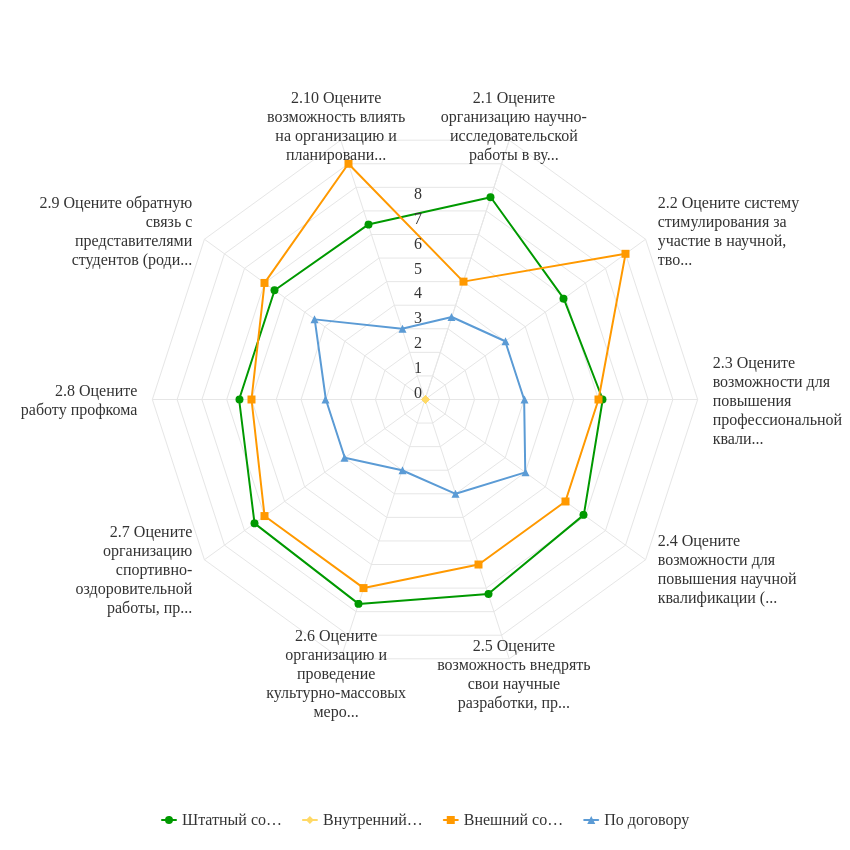 2.10 Оцените
возможность влиять
на организацию и
планировани...
2.1 Оцените
организацию научно-
исследовательской
работы в ву...
2.2 Оцените систему
стимулирования за
участие в научной,
тво...
2.3 Оцените
возможности для
повышения
профессиональной
квали...
2.4 Оцените
возможности для
повышения научной
квалификации (...
2.5 Оцените
возможность внедрять
свои научные
разработки, пр...
2.6 Оцените
организацию и
проведение
культурно-массовых
меро...
2.7 Оцените
организацию
спортивно-
оздоровительной
работы, пр...
2.8 Оцените
работу профкома
2.9 Оцените обратную
связь с
представителями
студентов (роди...
8
7
6
5
4
3
2
1
0
Штатный со... Внутренний... Внешний со... По договору